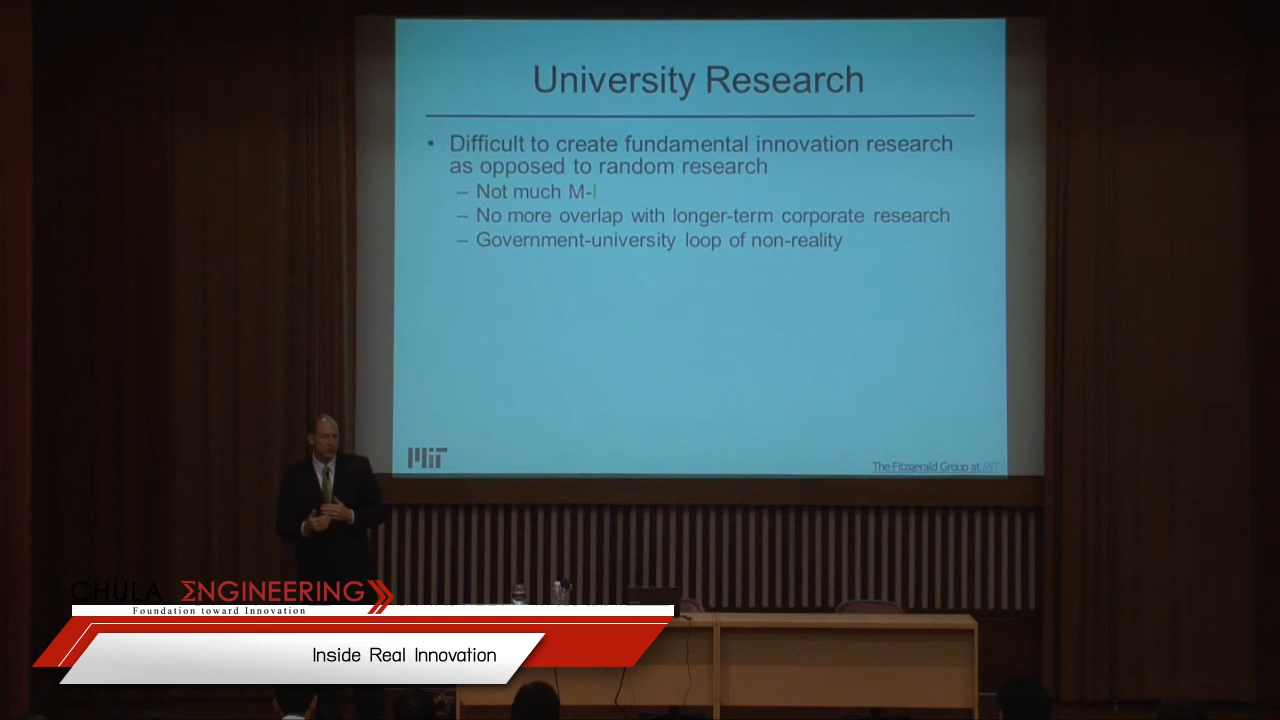 University Research
• Difficult to create fundamental innovation research
as opposed to random research
– Not much M-I
– No more overlap with longer-term corporate research
– Government-university loop of non-reality
MIT
The Fitzgerald Group at MIT
CHULA ENGINEERING
Foundation toward Innovation
Inside Real Innovation